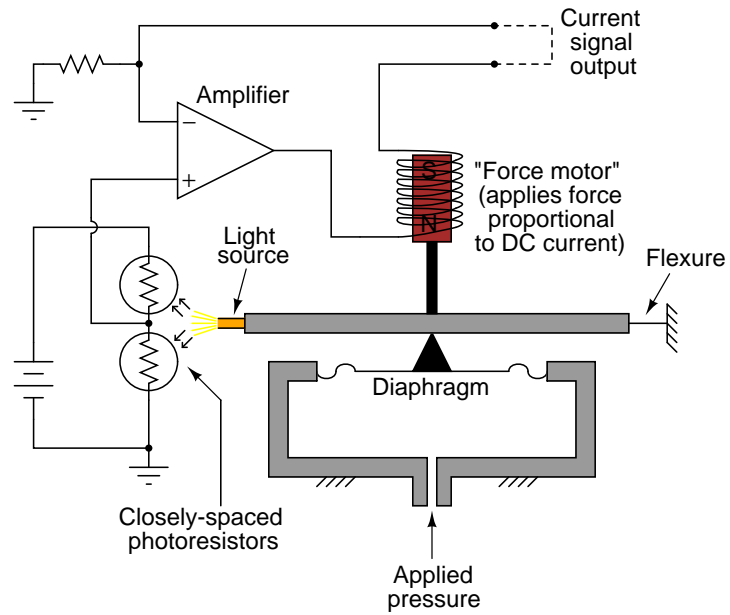 Current
signal
output
Amplifier
−
+
S
N
"Force motor"
(applies force
proportional
to DC current)
Light
source
Flexure
Diaphragm
Closely-spaced
photoresistors
Applied
pressure